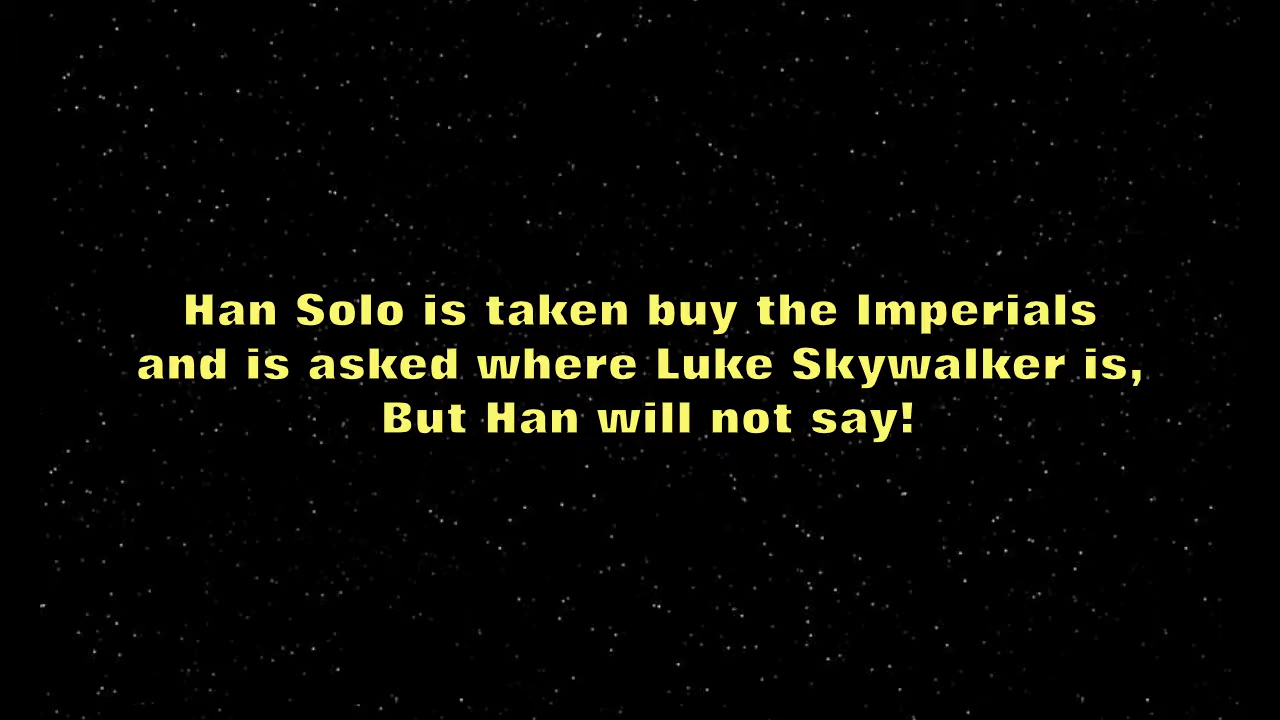 Han Solo is taken buy the Imperials
and is asked where Luke Skywalker is,
But Han will not say!